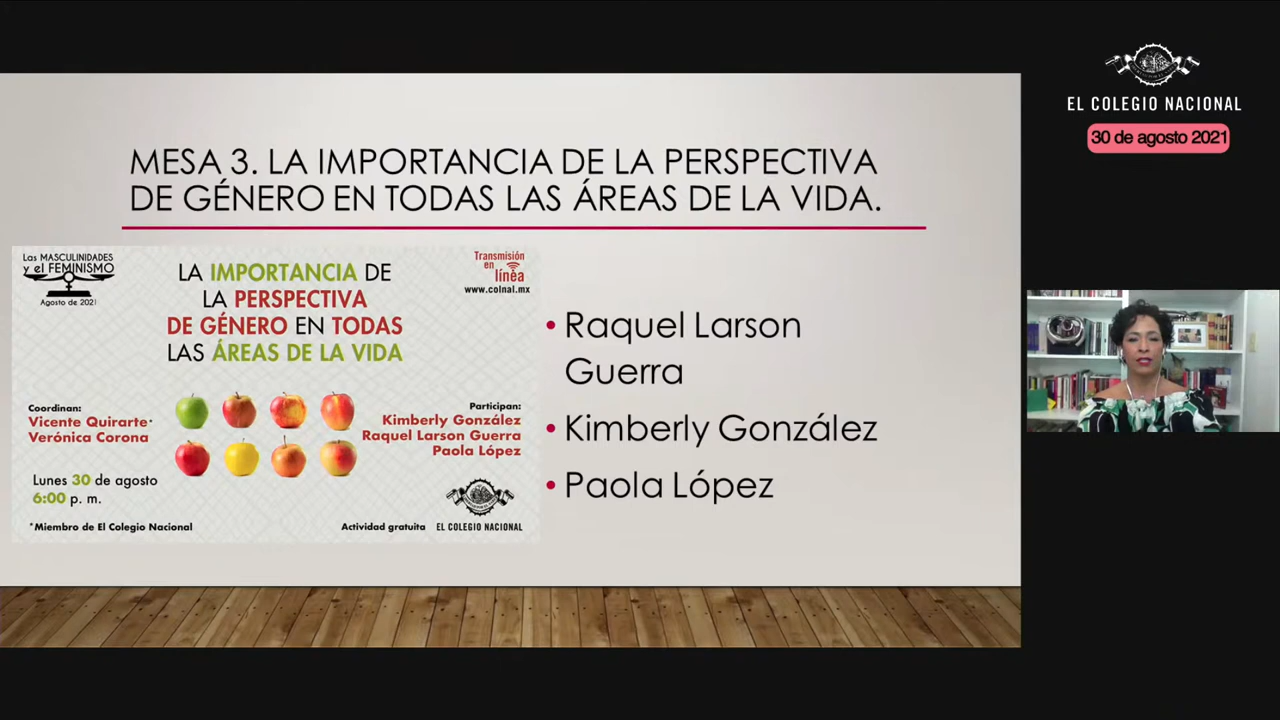 EL COLEGIO NACIONAL
30 de agosto 2021
MESA 3. LA IMPORTANCIA DE LA PERSPECTIVA
DE GÉNERO EN TODAS LAS ÁREAS DE LA VIDA.
Las MASCULINIDADES
y el FEMINISMO
Agosto de 2021
LA IMPORTANCIA DE
LA PERSPECTIVA
DE GÉNERO EN TODAS
LAS ÁREAS DE LA VIDA
Transmisión
en
línea
www.colnal.mx
Coordinan:
Vicente Quirarte*
Verónica Corona
Participan:
Kimberly González
Raquel Larson Guerra
Paola López
Lunes 30 de agosto
6:00 p. m.
*Miembro de El Colegio Nacional
Actividad gratuita
EL COLEGIO NACIONAL
• Raquel Larson
Guerra
• Kimberly González
• Paola López